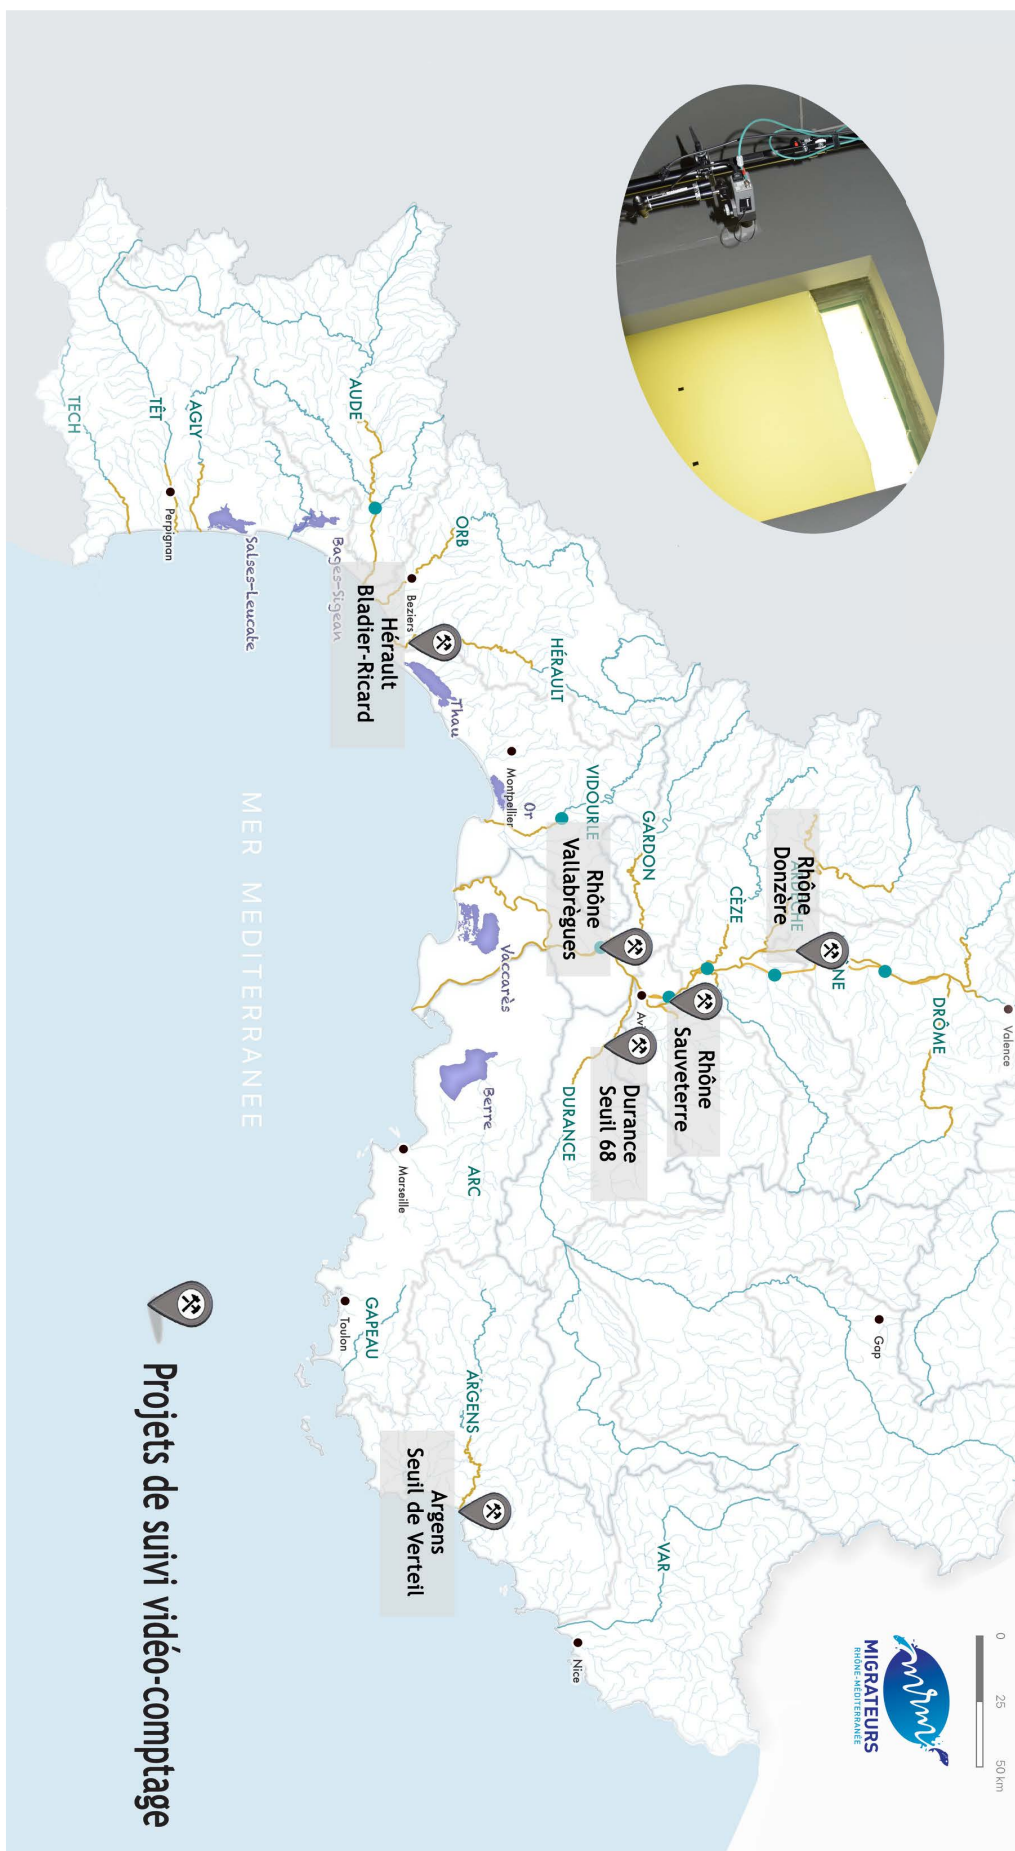 Valence
DRÔME
Rhône
Donzère
CÈZE
GARDON
Rhône
Sauveterre
Rhône
Vallabrègues
Durance
Seuil 68
DURANCE
Gap
VIDOURLE
HÉRAULT
Montpellier
Or
Thau
Vaccarès
Berre
ARC
Marseille
Toulon
GAPEAU
ARGENS
Argens
Seuil de Verteil
VAR
Nice
Hérault
Bladier-Ricard
Beziers
ORB
AUDE
Bages-Sigean
Salses-Leucate
AGLY
TÊT
Perpignan
TECH
MER MEDITERRANEE
0 25 50 km
mrm
MIGRATEURS
RHÔNE-MÉDITERRANÉE
Projets de suivi vidéo-comptage